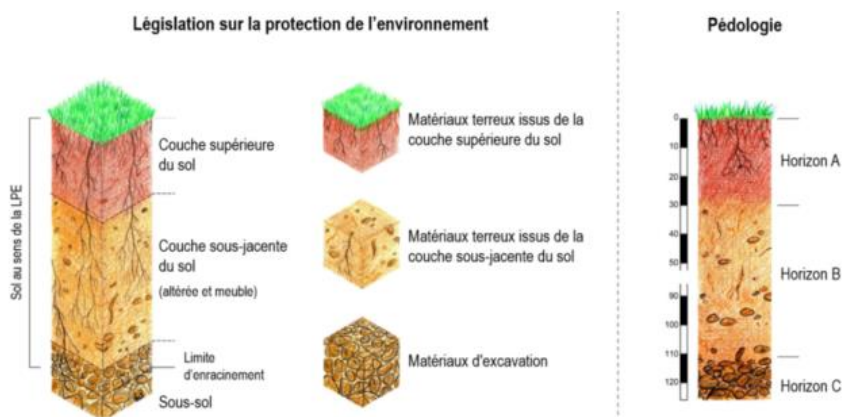 Législation sur la protection de l'environnement
Sol au sens de la LPE
Couche supérieure
du sol
Couche sous-jacente
du sol
(altérée et meuble)
Limite
d'enracinement
Sous-sol
Matériaux terreux issus de la
couche supérieure du sol
Matériaux terreux issus de la
couche sous-jacente du sol
Matériaux d'excavation
Pédologie
0
10
20
30
40
50
90
100
110
120
Horizon A
Horizon B
Horizon C